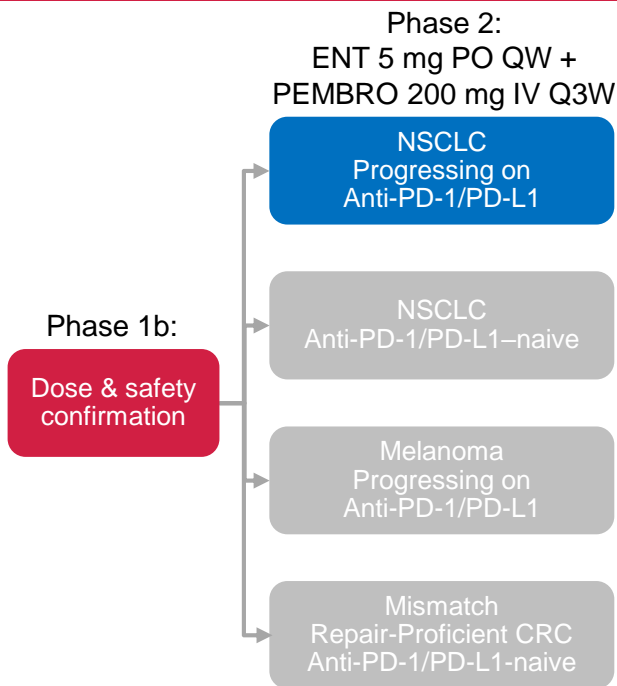 Phase 2:
ENT 5 mg PO QW +
PEMBRO 200 mg IV Q3W
NSCLC
Progressing on
Anti-PD-1/PD-L1
NSCLC
Anti-PD-1/PD-L1–naive
Phase 1b:
Dose & safety
confirmation
Melanoma
Progressing on
Anti-PD-1/PD-L1
Mismatch
Repair-Proficient CRC
Anti-PD-1/PD-L1-naive